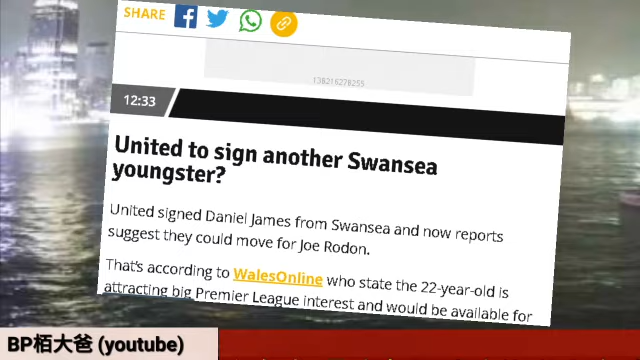 SHARE
138216278255
12:33
United to sign another Swansea
youngster?
United signed Daniel James from Swansea and now reports
suggest they could move for Joe Rodon.
That's according to WalesOnline who state the 22-year-old is
attracting big Premier League interest and would be available for
BP栢大爸 (youtube)